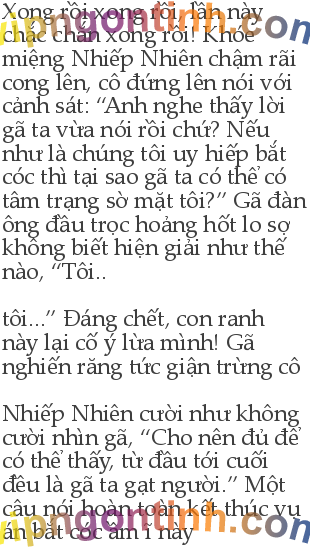 Xong rồi xong rồi, lần này
chắc chắn xong rồi! Khóe
miệng Nhiếp Nhiên chậm rãi
cong lên, cô đứng lên nói với
cảnh sát: “Anh nghe thấy lời
gã ta vừa nói rồi chứ? Nếu
như là chúng tôi uy hiếp bắt
cóc thì tại sao gã ta có thể có
tâm trạng sờ mặt tôi?” Gã đàn
ông đầu trọc hoảng hốt lo sợ
không biết hiện giải như thế
nào, “Tôi..
tôi...” Đáng chết, con ranh
này lại cố ý lừa mình! Gã
nghiến răng tức giận trừng cô
Nhiếp Nhiên cười như không
cười nhìn gã, “Cho nên đủ để
có thể thấy, từ đầu tới cuối
đều là gã ta gạt người.” Một
câu nói hoàn toàn kết thúc vụ
án bắt cóc ầm ĩ này
vipngontinh.com
vipngontinh.com